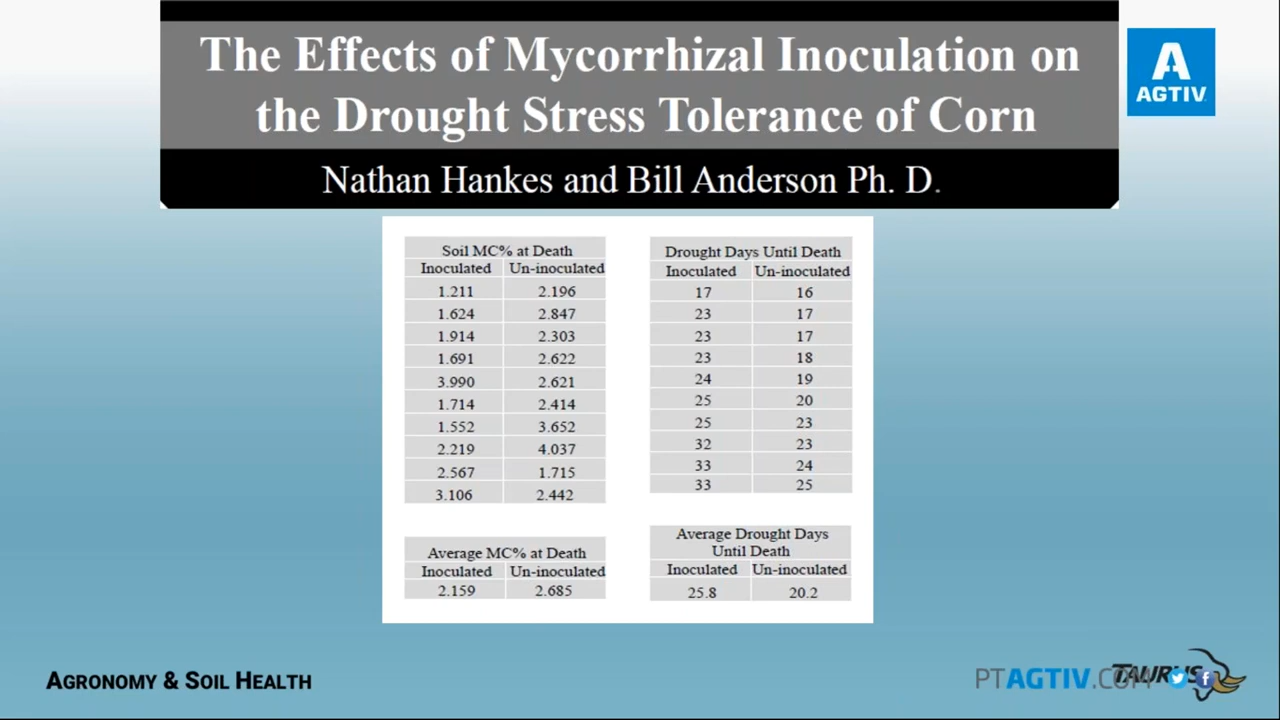 The Effects of Mycorrhizal Inoculation on
the Drought Stress Tolerance of Corn
Nathan Hankes and Bill Anderson Ph. D.
A
AGTIV
Soil MC% at Death
Inoculated Un-inoculated
1.211 2.196
1.624 2.847
1.914 2.303
1.691 2.622
3.990 2.621
1.714 2.414
1.552 3.652
2.219 4.037
2.567 1.715
3.106 2.442
Average MC% at Death
Inoculated Un-inoculated
2.159 2.685
Drought Days Until Death
Inoculated Un-inoculated
17 16
23 17
23 17
23 18
24 19
25 20
25 23
32 23
33 24
33 25
Average Drought Days
Until Death
Inoculated Un-inoculated
25.8 20.2
AGRONOMY & SOIL HEALTH
PTAGTIV.COM TAURUS